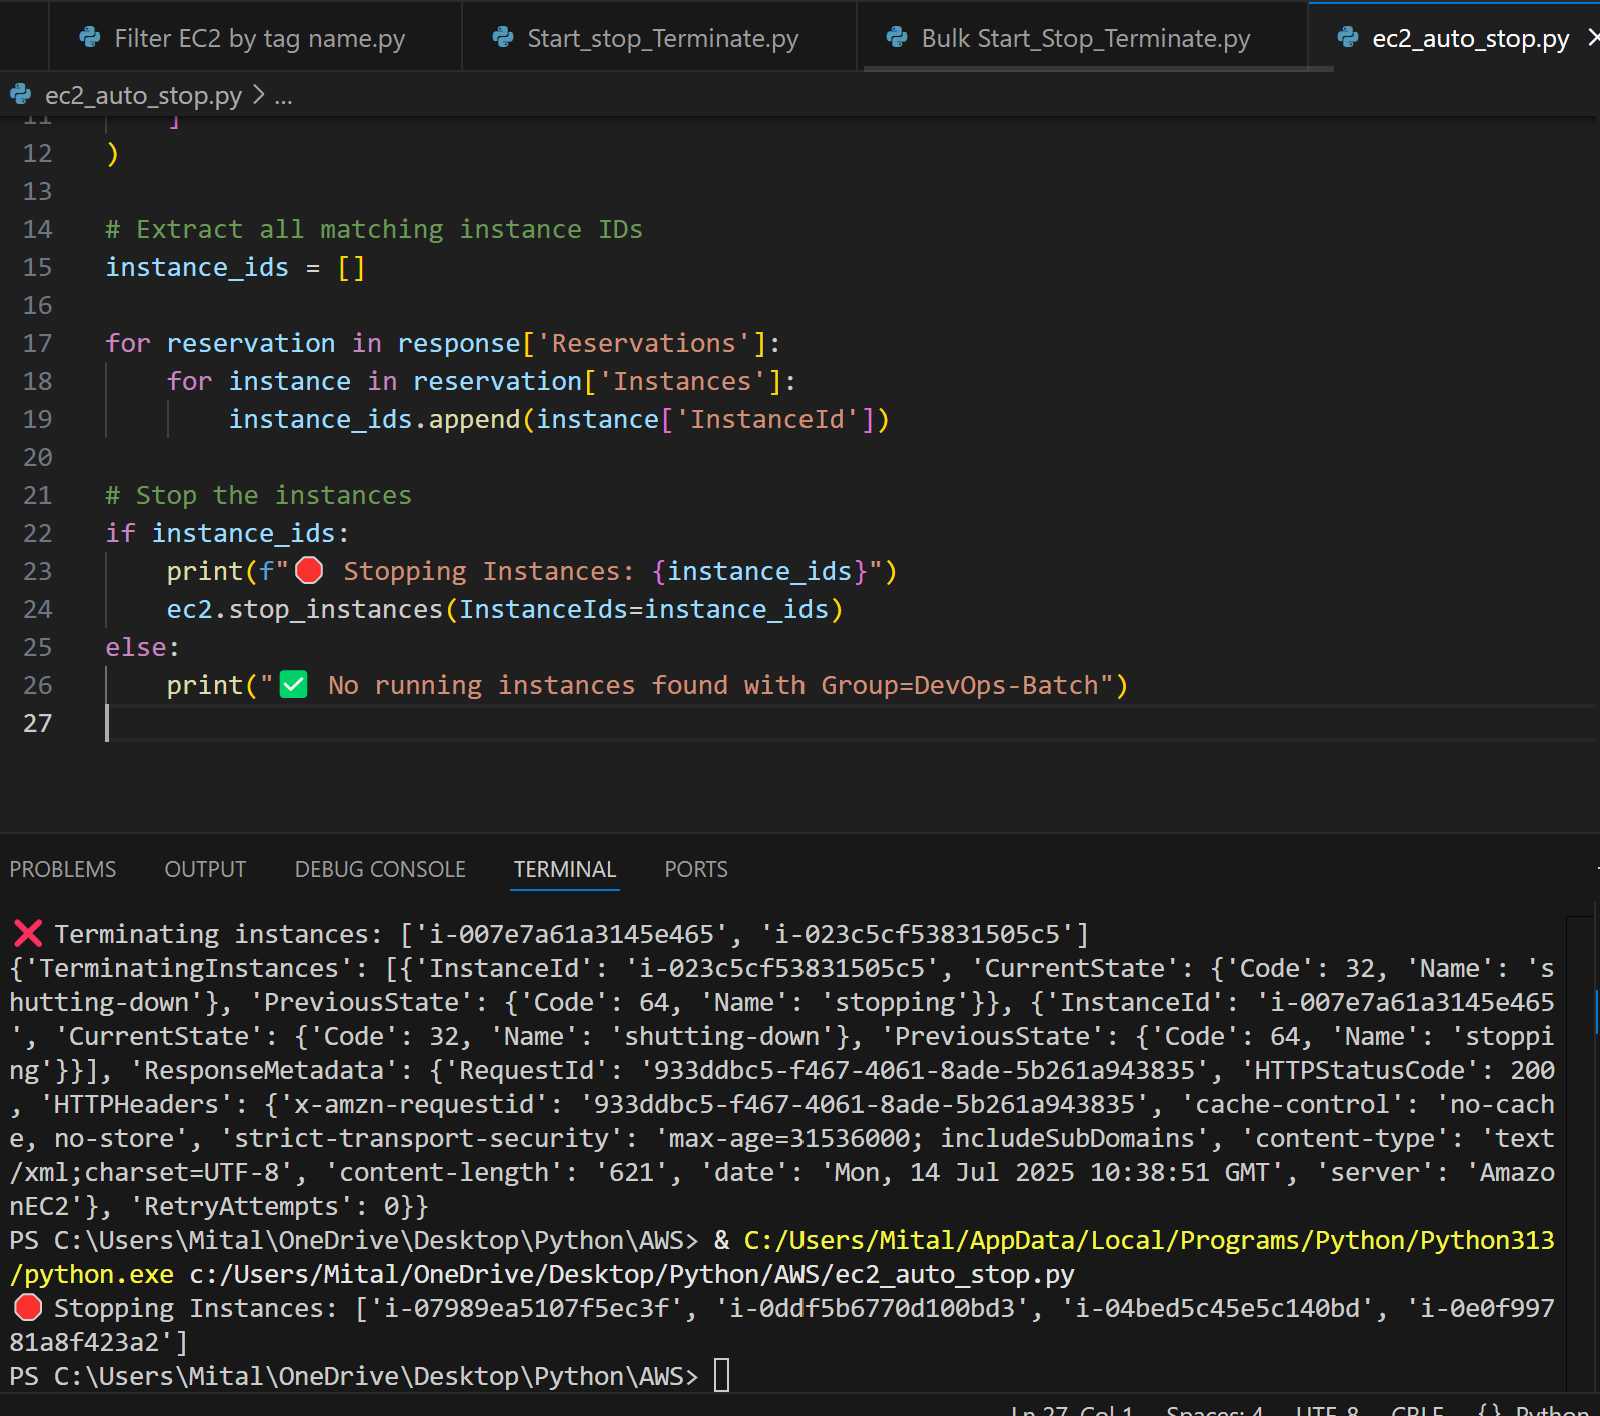 Filter EC2 by tag name.py
Start_stop_Terminate.py
Bulk Start_Stop_Terminate.py
ec2_auto_stop.py
ec2_auto_stop.py > ...
11 ]
12 )
13
14 # Extract all matching instance IDs
15 instance_ids = []
16
17 for reservation in response['Reservations']:
18 for instance in reservation['Instances']:
19 instance_ids.append(instance['InstanceId'])
20
21 # Stop the instances
22 if instance_ids:
23 print(f"🛑 Stopping Instances: {instance_ids}")
24 ec2.stop_instances(InstanceIds=instance_ids)
25 else:
26 print("✅ No running instances found with Group=DevOps-Batch")
27
PROBLEMS OUTPUT DEBUG CONSOLE TERMINAL PORTS
❌ Terminating instances: ['i-007e7a61a3145e465', 'i-023c5cf53831505c5']
{'TerminatingInstances': [{'InstanceId': 'i-023c5cf53831505c5', 'CurrentState': {'Code': 32, 'Name': 's
hutting-down'}, 'PreviousState': {'Code': 64, 'Name': 'stopping'}}, {'InstanceId': 'i-007e7a61a3145e465
', 'CurrentState': {'Code': 32, 'Name': 'shutting-down'}, 'PreviousState': {'Code': 64, 'Name': 'stoppi
ng'}}], 'ResponseMetadata': {'RequestId': '933ddbc5-f467-4061-8ade-5b261a943835', 'HTTPStatusCode': 200
, 'HTTPHeaders': {'x-amzn-requestid': '933ddbc5-f467-4061-8ade-5b261a943835', 'cache-control': 'no-cach
e, no-store', 'strict-transport-security': 'max-age=31536000; includeSubDomains', 'content-type': 'text
/xml;charset=UTF-8', 'content-length': '621', 'date': 'Mon, 14 Jul 2025 10:38:51 GMT', 'server': 'Amazo
nEC2'}, 'RetryAttempts': 0}}
PS C:\Users\Mital\OneDrive\Desktop\Python\AWS> & C:/Users/Mital/AppData/Local/Programs/Python/Python313
/python.exe c:/Users/Mital/OneDrive/Desktop/Python/AWS/ec2_auto_stop.py
🛑 Stopping Instances: ['i-07989ea5107f5ec3f', 'i-0ddf5b6770d100bd3', 'i-04bed5c45e5c140bd', 'i-0e0f997
81a8f423a2']
PS C:\Users\Mital\OneDrive\Desktop\Python\AWS>
Ln 27, Col 1 Spaces: 4 UTF-8 CRLF {} Python